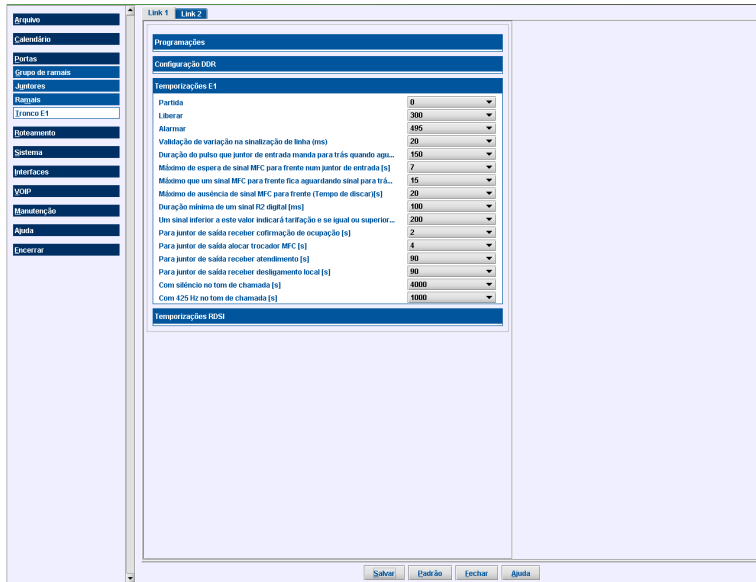 Arquivo
Calendário
Portas
Grupo de ramais
Juntores
Ramais
Tronco E1
Roteamento
Sistema
Interfaces
VOIP
Manutenção
Ajuda
Encerrar
Link 1 Link 2
Programações
Configuração DDR
Temporizações E1
Partida 0
Liberar 300
Alarmar 495
Validação de variação na sinalização de linha (ms) 20
Duração do pulso que juntor de entrada manda para trás quando agu... 150
Máximo de espera de sinal MFC para frente num juntor de entrada [s] 7
Máximo que um sinal MFC para frente fica aguardando sinal para trá... 15
Máximo de ausência de sinal MFC para frente (Tempo de discar)[s] 20
Duração mínima de um sinal R2 digital [ms] 100
Um sinal inferior a este valor indicará tarifação e se igual ou superior... 200
Para juntor de saída receber cofirmação de ocupação [s] 2
Para juntor de saída alocar trocador MFC [s] 4
Para juntor de saída receber atendimento [s] 90
Para juntor de saída receber desligamento local [s] 90
Com silêncio no tom de chamada [s] 4000
Com 425 Hz no tom de chamada [s] 1000
Temporizações RDSI
Salvar Padrão Fechar Ajuda